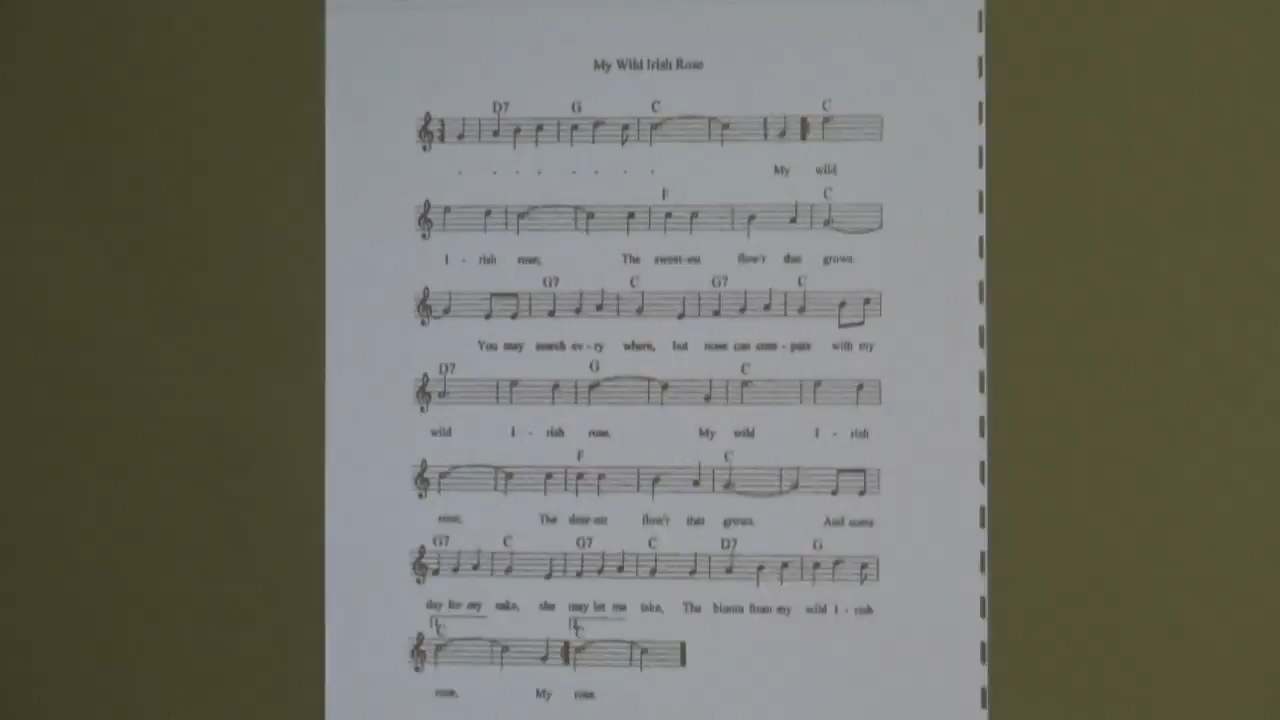 My Wild Irish Rose
D7 G C C
My wild
F C
I - rish rose, The sweet-est flow'r that grows.
G7 C G7 C
You may search ev-ry where, but none can com - pare with my
D7 G C
wild I - rish rose. My wild I - rish
F C
rose, The dear-est flow'r that grows. And some
G7 C G7 C D7 G
day for my sake, she may let me take, The bloom from my wild I - rish
C C
rose, My rose.